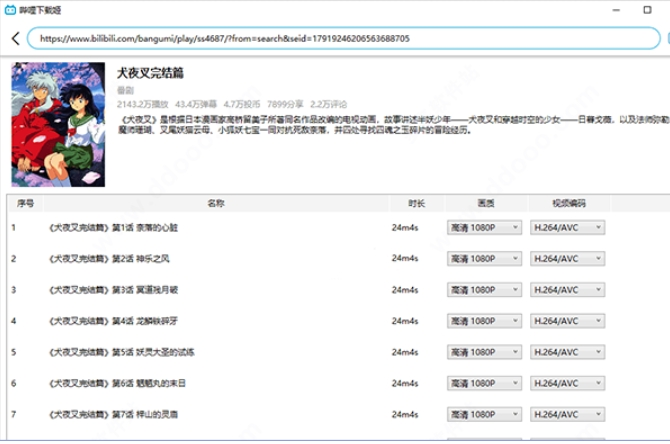 哔哩下载姬
https://www.bilibili.com/bangumi/play/ss4687/?from=search&seid=17919246206563688705
犬夜叉完结篇
番剧
2143.2万播放 43.4万弹幕 4.7万投币 7899分享 2.2万评论
《犬夜叉》是根据日本漫画家高桥留美子所著同名作品改编的电视动画，故事讲述半妖少年——犬夜叉和穿越时空的少女——日暮戈薇，以及法师弥勒
魔师珊瑚、叉尾妖猫云母、小狐妖七宝一同对抗死敌奈落，并四处寻找四魂之玉碎片的冒险经历。
序号 名称 时长 画质 视频编码
1 《犬夜叉完结篇》第1话 奈落的心脏 24m4s 高清 1080P H.264/AVC
2 《犬夜叉完结篇》第2话 神乐之风 24m4s 高清 1080P H.264/AVC
3 《犬夜叉完结篇》第3话 冥道残月破 24m4s 高清 1080P H.264/AVC
4 《犬夜叉完结篇》第4话 龙鳞铁碎牙 24m4s 高清 1080P H.264/AVC
5 《犬夜叉完结篇》第5话 妖灵大圣的试练 24m4s 高清 1080P H.264/AVC
6 《犬夜叉完结篇》第6话 魍魉丸的末日 24m4s 高清 1080P H.264/AVC
7 《犬夜叉完结篇》第7话 梓山的灵盾 24m4s 高清 1080P H.264/AVC